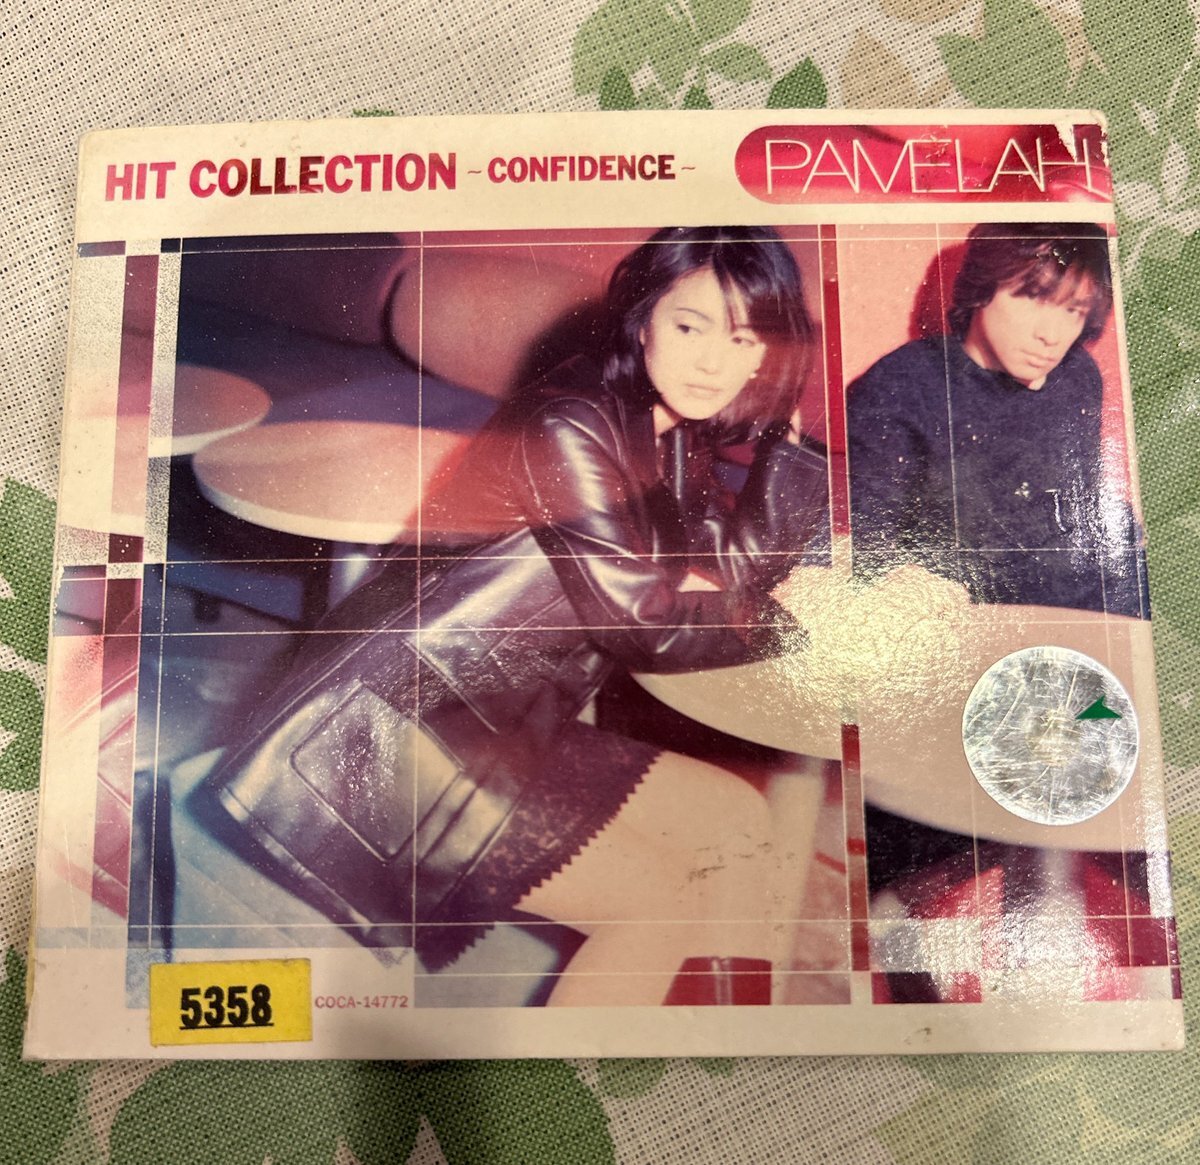 HIT COLLECTION ~CONFIDENCE~
PAMELAH
5358
COCA-14772